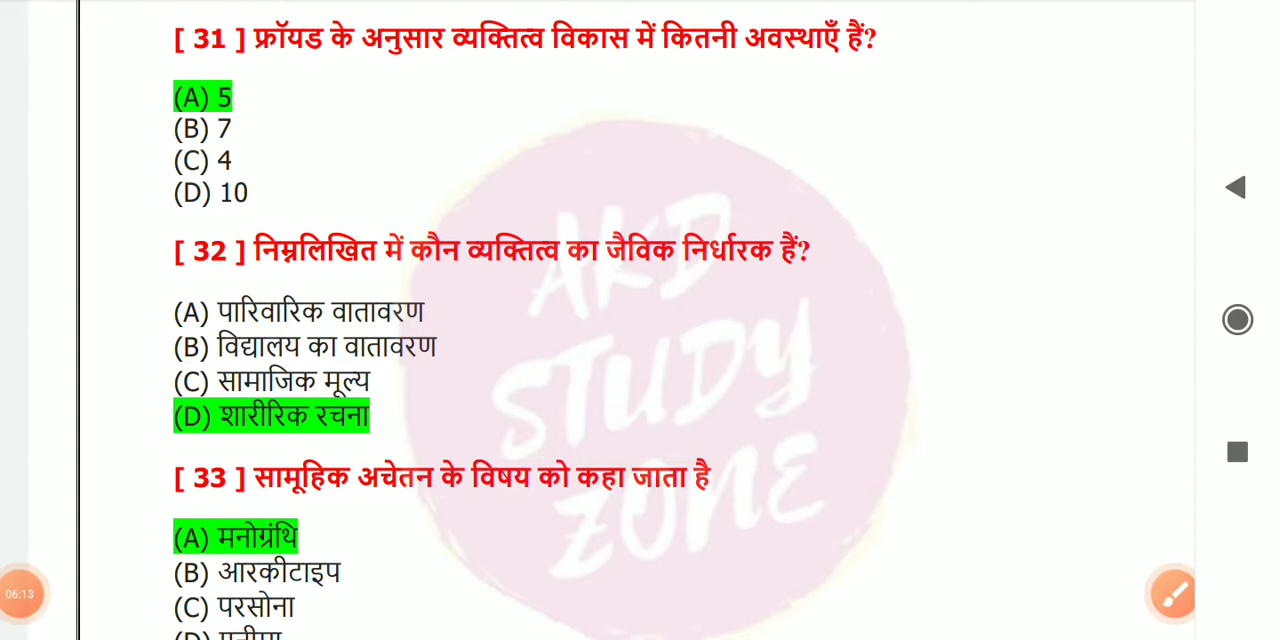 [ 31 ] फ्रॉयड के अनुसार व्यक्तित्व विकास में कितनी अवस्थाएँ हैं?
(A) 5
(B) 7
(C) 4
(D) 10
[ 32 ] निम्नलिखित में कौन व्यक्तित्व का जैविक निर्धारक हैं?
(A) पारिवारिक वातावरण
(B) विद्यालय का वातावरण
(C) सामाजिक मूल्य
(D) शारीरिक रचना
[ 33 ] सामूहिक अचेतन के विषय को कहा जाता है
(A) मनोग्रंथि
(B) आरकीटाइप
(C) परसोना
(D)
AKD
STUDY
ZONE
06:13